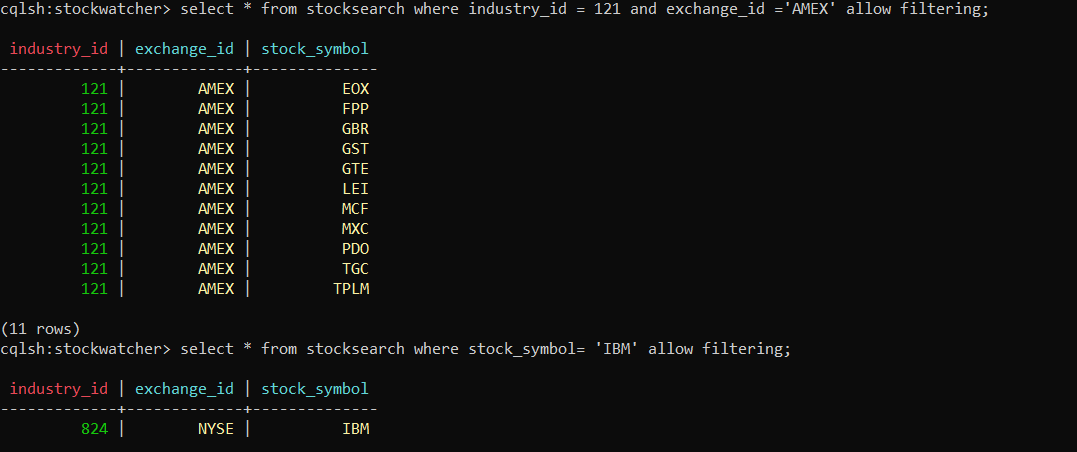 cqlsh:stockwatcher> select * from stocksearch where industry_id = 121 and exchange_id ='AMEX' allow filtering;
industry_id | exchange_id | stock_symbol
-------------+-------------+--------------
121 | AMEX | EOX
121 | AMEX | FPP
121 | AMEX | GBR
121 | AMEX | GST
121 | AMEX | GTE
121 | AMEX | LEI
121 | AMEX | MCF
121 | AMEX | MXC
121 | AMEX | PDO
121 | AMEX | TGC
121 | AMEX | TPLM
(11 rows)
cqlsh:stockwatcher> select * from stocksearch where stock_symbol= 'IBM' allow filtering;
industry_id | exchange_id | stock_symbol
-------------+-------------+--------------
824 | NYSE | IBM